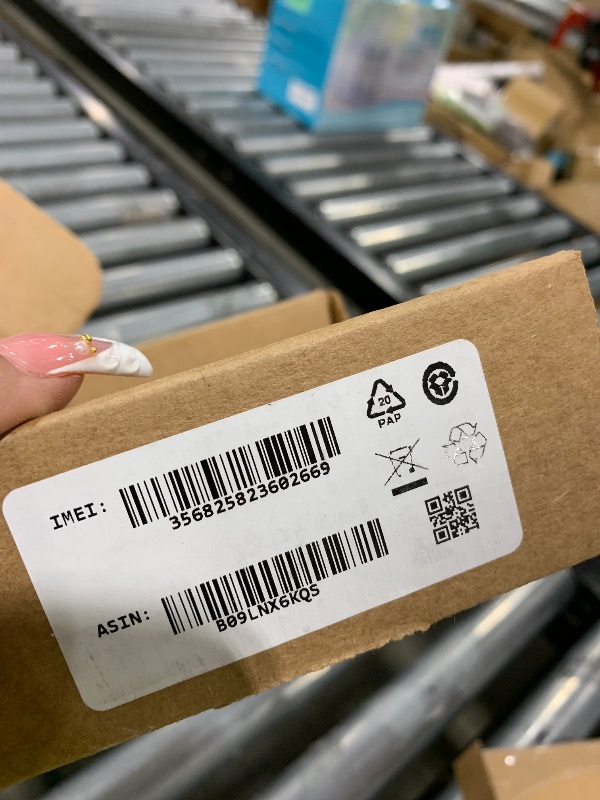 20
PAP
IMEI:
356825823602669
ASIN:
B09LNX6KQS